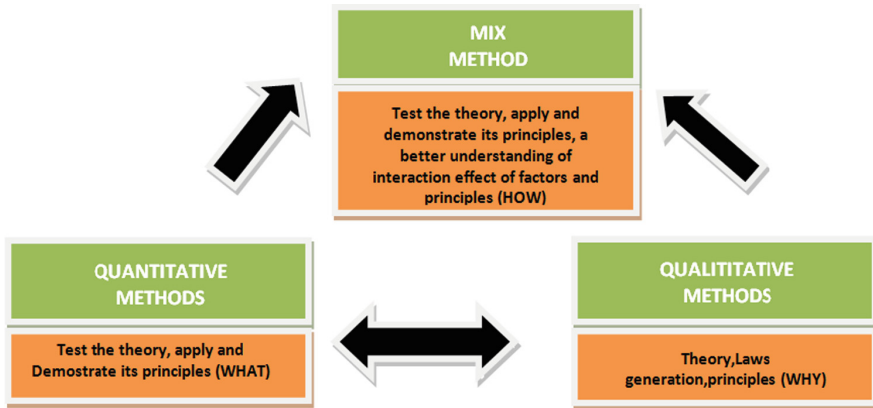 MIX
METHOD
Test the theory, apply and
demonstrate its principles, a
better understanding of
interaction effect of factors and
principles (HOW)
QUANTITATIVE
METHODS
Test the theory, apply and
Demostrate its principles (WHAT)
QUALITITATIVE
METHODS
Theory,Laws
generation,principles (WHY)